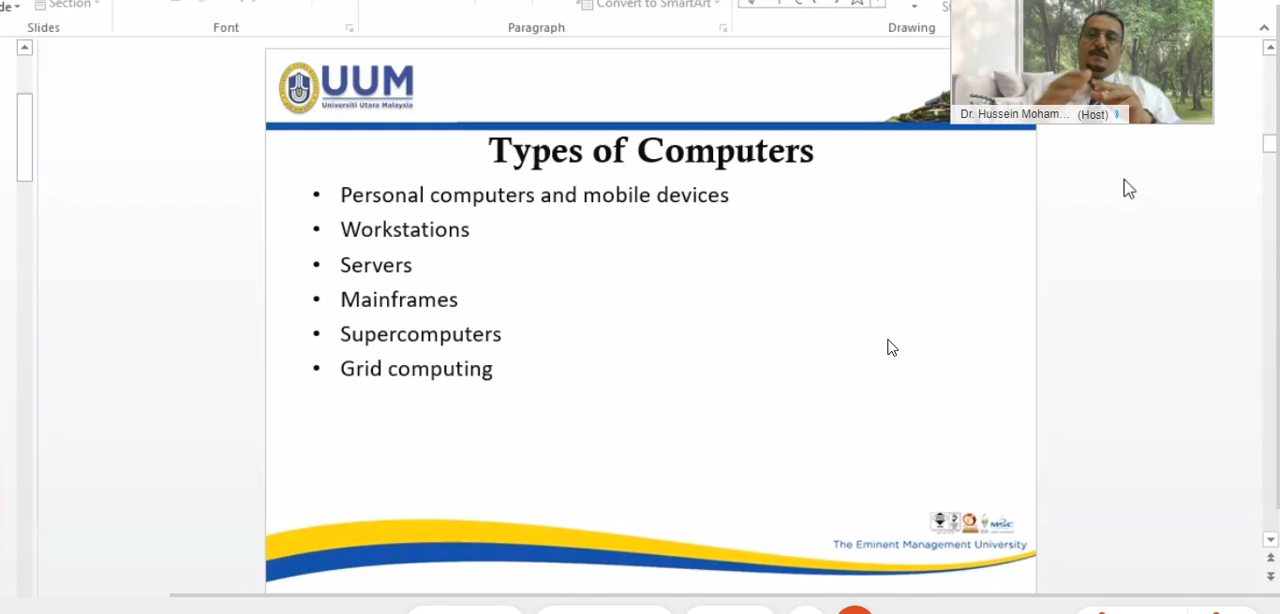 Section
Convert to SmartArt
Slides
Font
Paragraph
Drawing
UUM
Universiti Utara Malaysia
Dr. Hussein Moham... (Host)
Types of Computers
• Personal computers and mobile devices
• Workstations
• Servers
• Mainframes
• Supercomputers
• Grid computing
MSC
The Eminent Management University